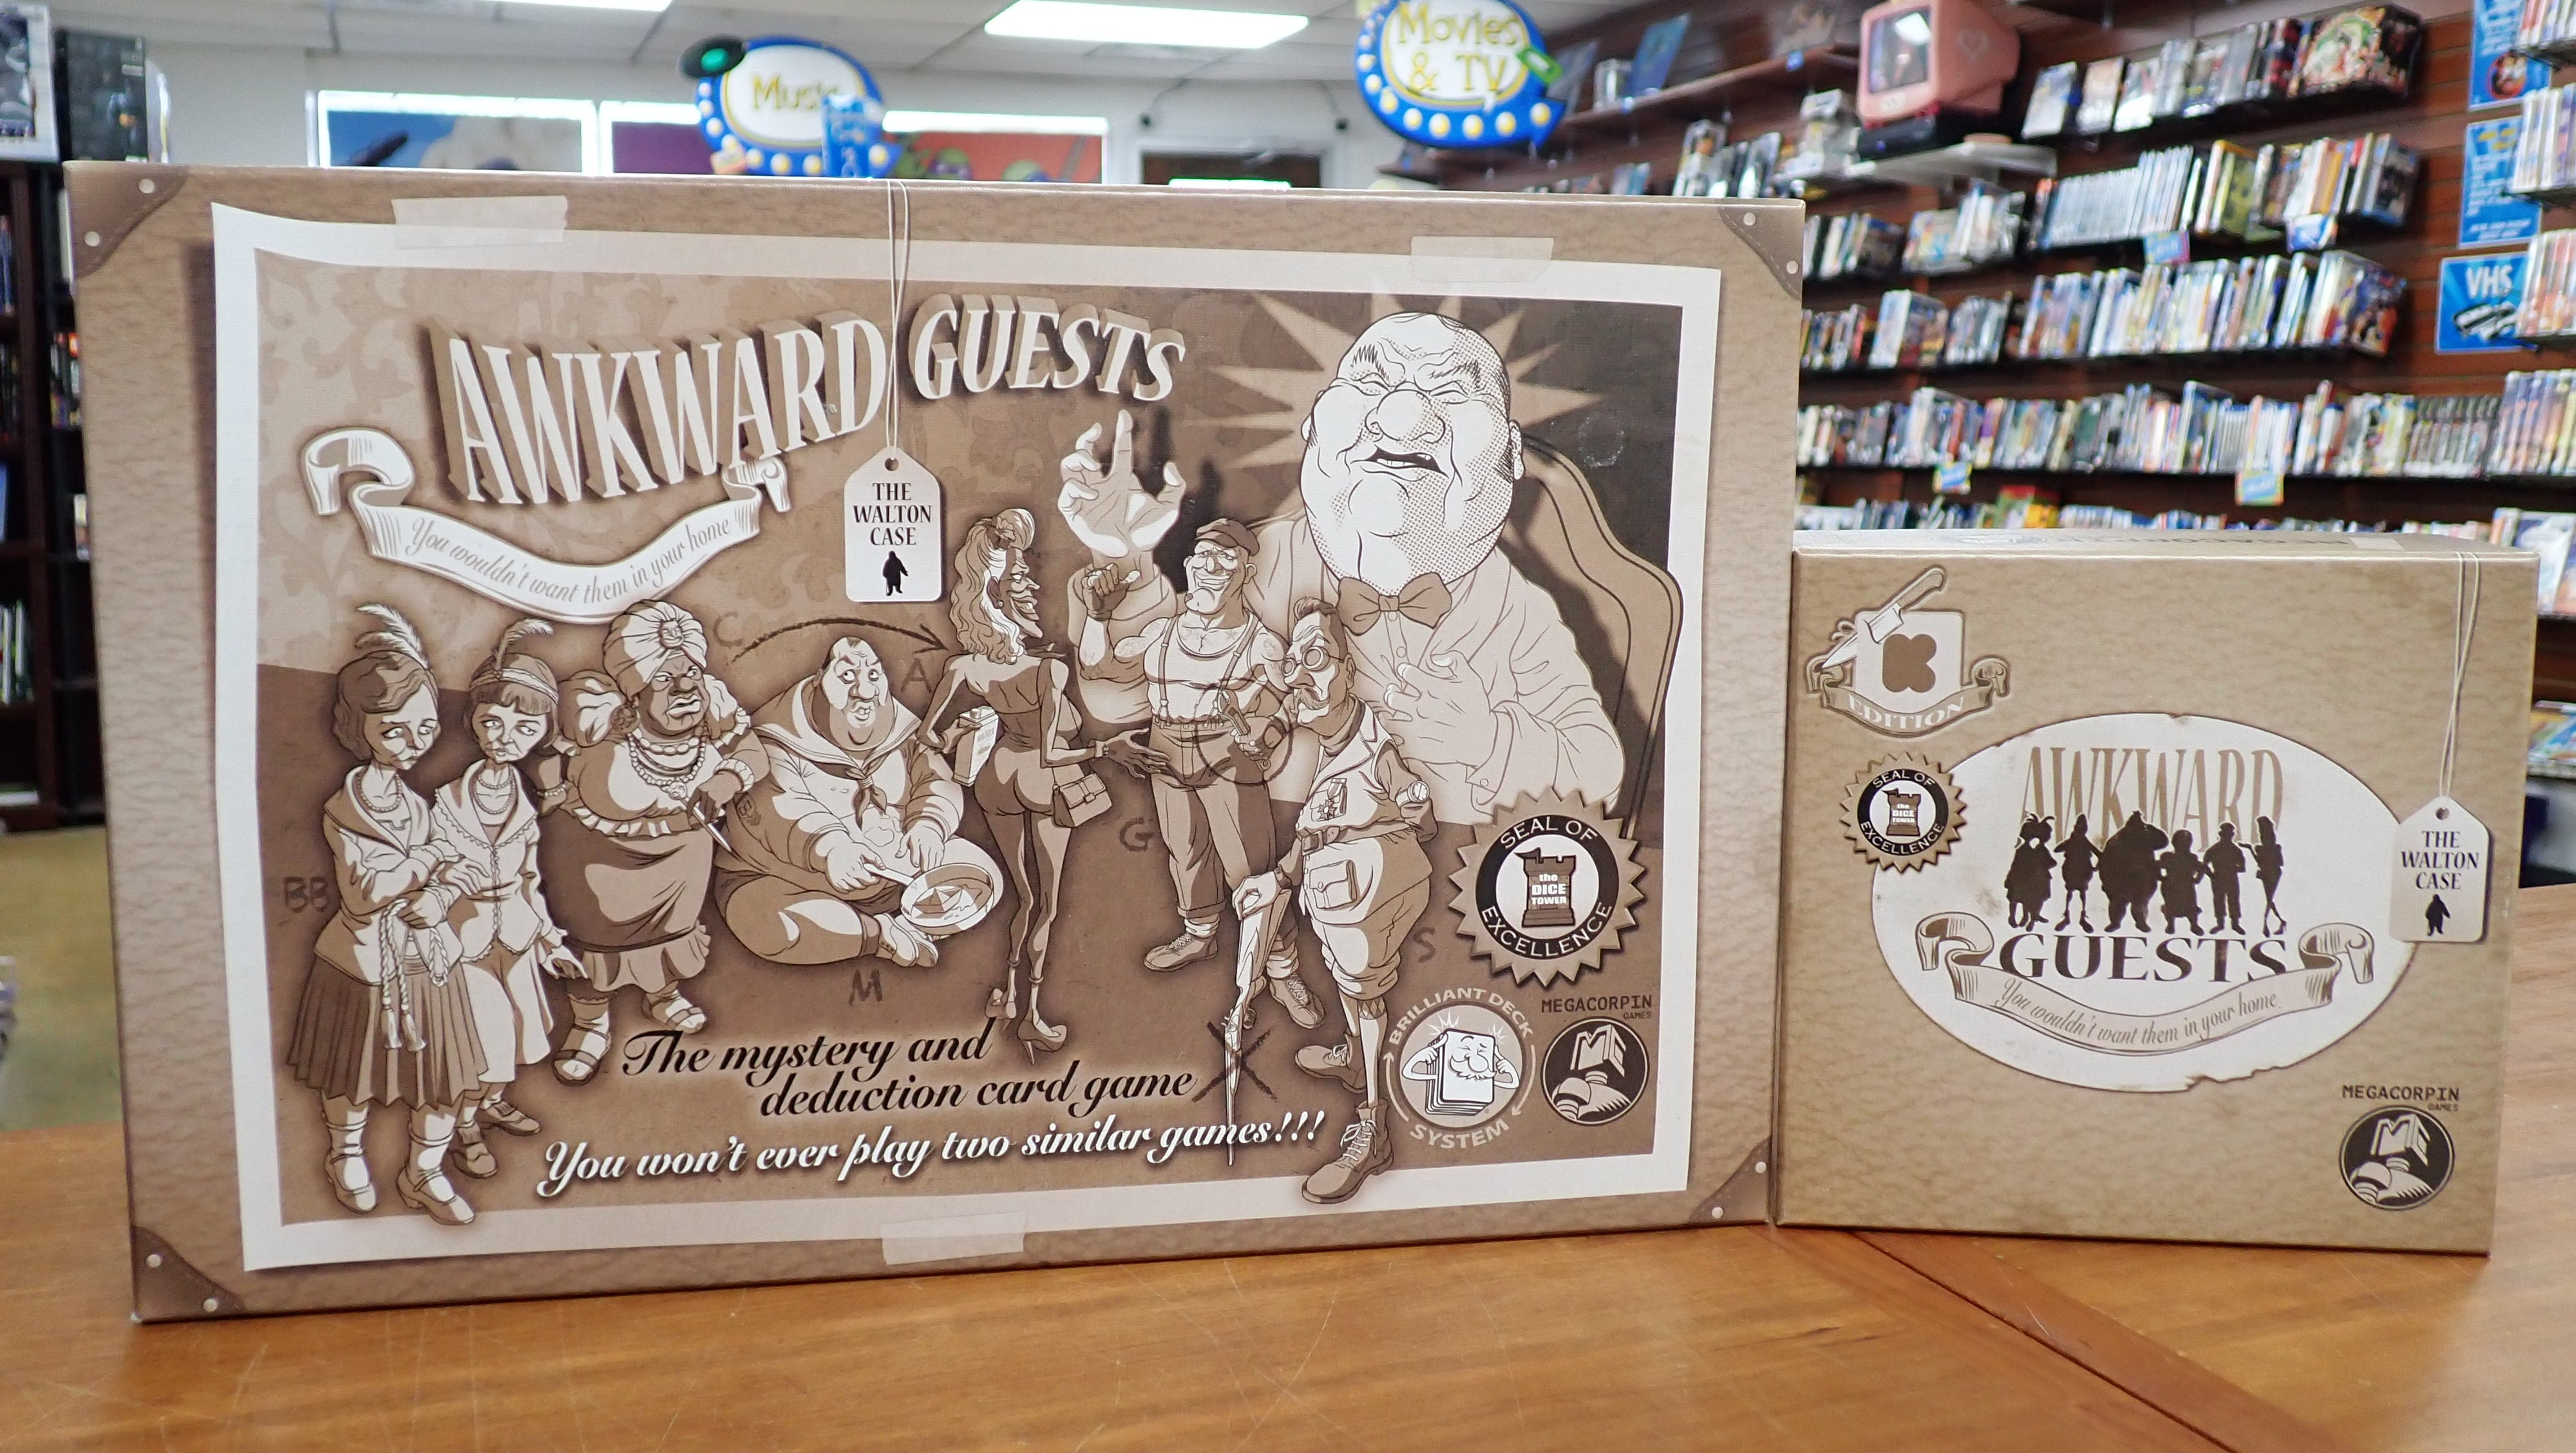 Music
Movies
& TV
VHS
AWKWARD GUESTS
You wouldn't want them in your home
THE
WALTON
CASE
C
A
BB
M
G
S
SEAL OF
the
DICE
TOWER
EXCELLENCE
The mystery and
deduction card game
You won't ever play two similar games!!!
BRILLIANT DECK
SYSTEM
MEGACORPIN
GAMES
MG
K
EDITION
SEAL OF
the
DICE
TOWER
EXCELLENCE
AWKWARD
GUESTS
You wouldn't want them in your home
THE
WALTON
CASE
MEGACORPIN
GAMES
MG